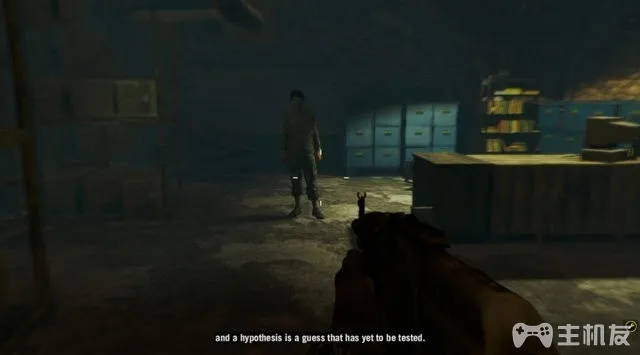 and a hypothesis is a guess that has yet to be tested.
主机友